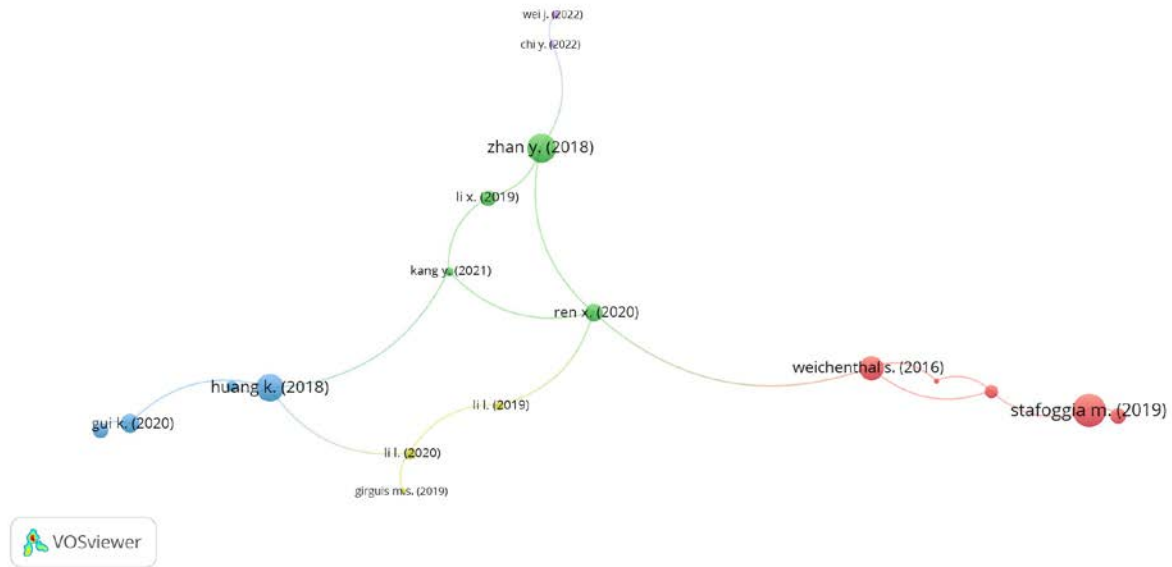 wei j. (2022)
chi y. (2022)
zhan y. (2018)
li x. (2019)
kang y. (2021)
ren x. (2020)
weichenthal s. (2016)
huang k. (2018)
li l. (2019)
stafoggia m. (2019)
gui k. (2020)
li l. (2020)
girguis m.s. (2019)
VOSviewer